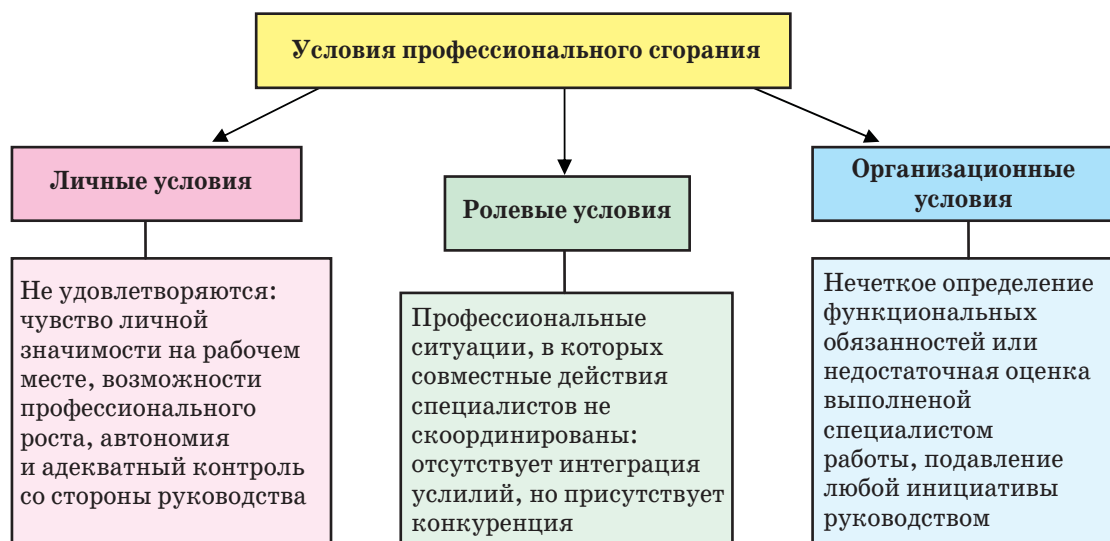 Условия профессионального сгорания
Личные условия
Ролевые условия
Организационные
условия
Не удовлетворяются:
чувство личной
значимости на рабочем
месте, возможности
профессионального
роста, автономия
и адекватный контроль
со стороны руководства
Профессиональные
ситуации, в которых
совместные действия
специалистов не
скоординированы:
отсутствует интеграция
услилий, но присутствует
конкуренция
Нечеткое определение
функциональных
обязанностей или
недостаточная оценка
выполненой
специалистом
работы, подавление
любой инициативы
руководством